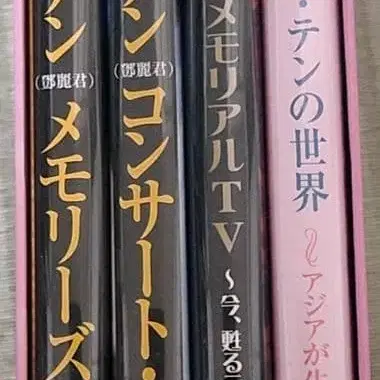 ン(鄧麗君)メモリーズ
ン(鄧麗君)コンサート・
メモリアルTV～今、甦る
・テンの世界～アジアが